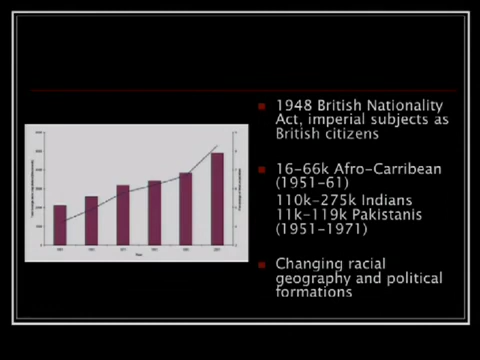 1948 British Nationality
Act, imperial subjects as
British citizens
16-66k Afro-Carribean
(1951-61)
110k-275k Indians
11k-119k Pakistanis
(1951-1971)
Changing racial
geography and political
formations